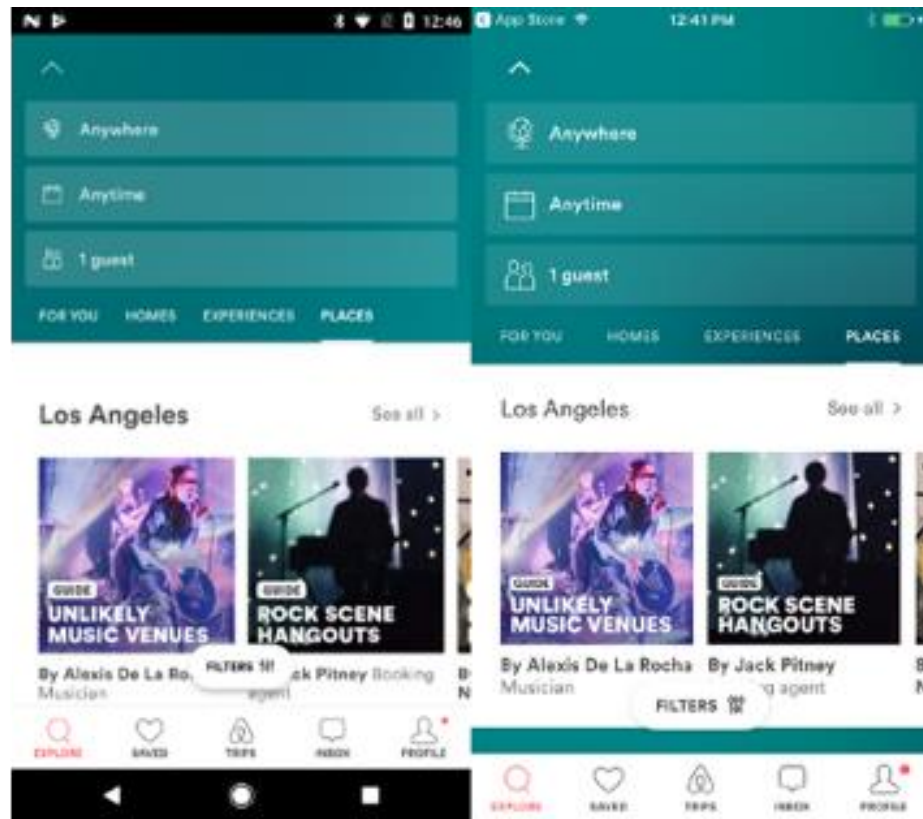 12:46
Anywhere
Anytime
1 guest
FOR YOU HOMES EXPERIENCES PLACES
Los Angeles See all >
GUIDE
UNLIKELY
MUSIC VENUES
GUIDE
ROCK SCENE
HANGOUTS
By Alexis De La Ro
Musician
ck Pitney Booking
agent
FILTERS
EXPLORE SAVED TRIPS INBOX PROFILE
App Store 12:41 PM
Anywhere
Anytime
1 guest
FOR YOU HOMES EXPERIENCES PLACES
Los Angeles See all >
GUIDE
UNLIKELY
MUSIC VENUES
GUIDE
ROCK SCENE
HANGOUTS
By Alexis De La Rocha
Musician
By Jack Pitney
g agent
FILTERS
EXPLORE SAVED TRIPS INBOX PROFILE